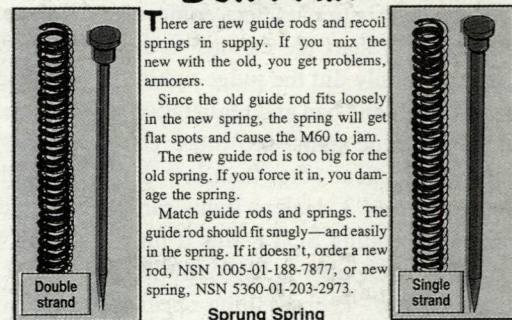 There are new guide rods and recoil
springs in supply. If you mix the
new with the old, you get problems,
armorers.
Since the old guide rod fits loosely
in the new spring, the spring will get
flat spots and cause the M60 to jam.
The new guide rod is too big for the
old spring. If you force it in, you dam-
age the spring.
Match guide rods and springs. The
guide rod should fit snugly—and easily
in the spring. If it doesn't, order a new
rod, NSN 1005-01-188-7877, or new
spring, NSN 5360-01-203-2973.
Double
strand
Single
strand
Sprung Spring